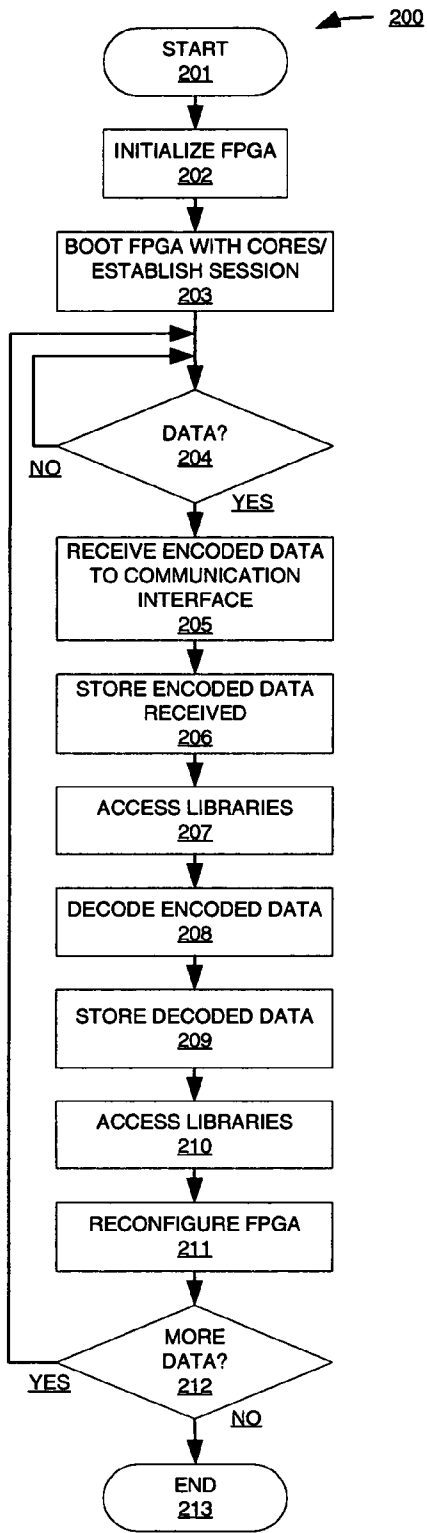 200
START
201
INITIALIZE FPGA
202
BOOT FPGA WITH CORES/
ESTABLISH SESSION
203
DATA?
204
NO
YES
RECEIVE ENCODED DATA
TO COMMUNICATION
INTERFACE
205
STORE ENCODED DATA
RECEIVED
206
ACCESS LIBRARIES
207
DECODE ENCODED DATA
208
STORE DECODED DATA
209
ACCESS LIBRARIES
210
RECONFIGURE FPGA
211
MORE
DATA?
212
YES
NO
END
213